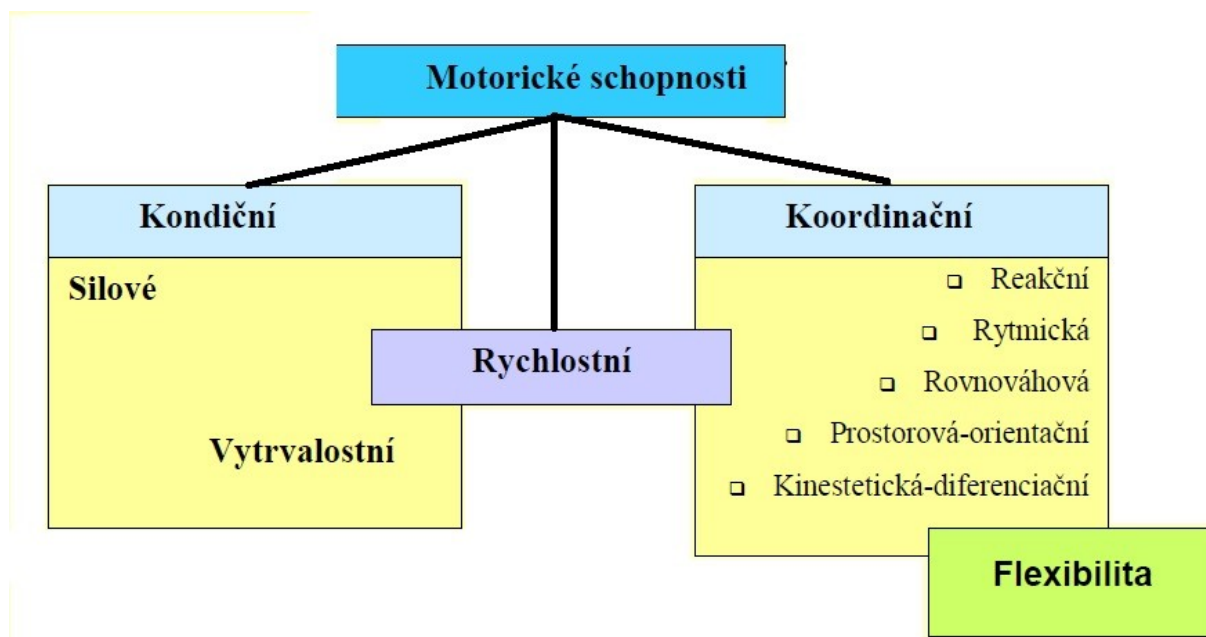 Motorické schopnosti
Kondiční
Silové
Vytrvalostní
Rychlostní
Koordinační
❑ Reakční
❑ Rytmická
❑ Rovnováhová
❑ Prostorová-orientační
❑ Kinestetická-diferenciační
Flexibilita